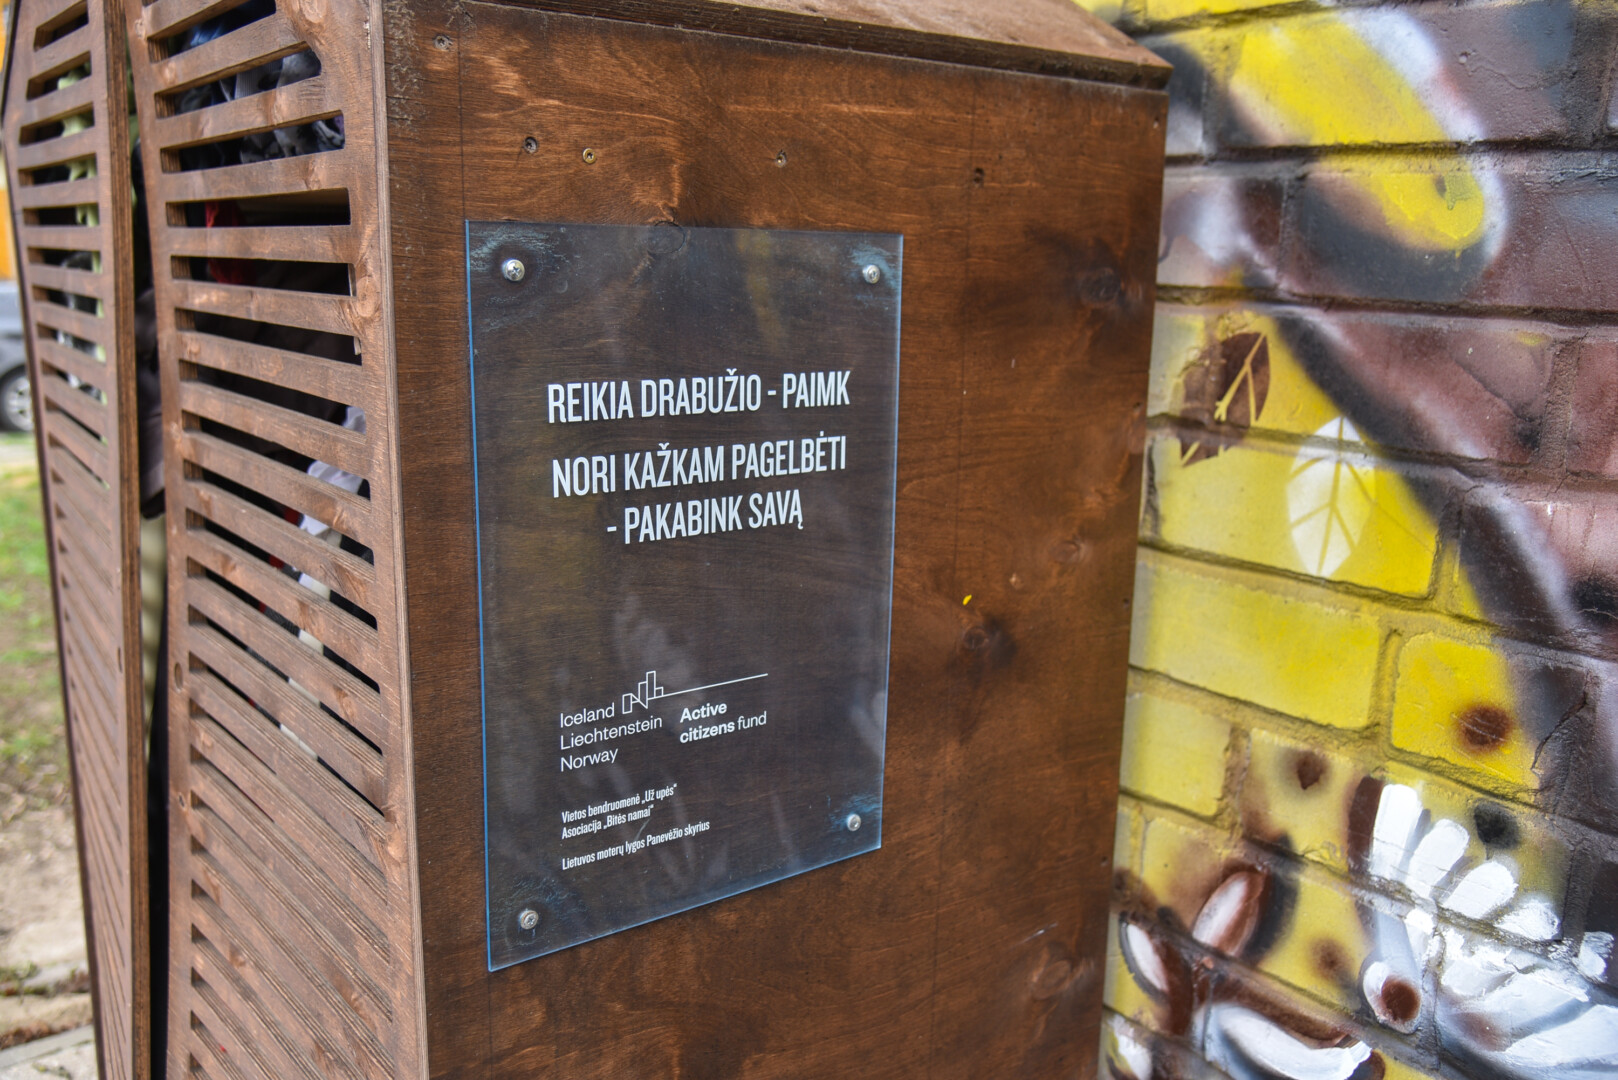 REIKIA DRABUŽIO - PAIMK
NORI KAŽKAM PAGELBĖTI
- PAKABINK SAVĄ
Iceland
Liechtenstein
Norway
Active
citizens fund
Vietos bendruomenė „Už upės“
Asociacija „Bitės namai“
Lietuvos moterų lygos Panevėžio skyrius